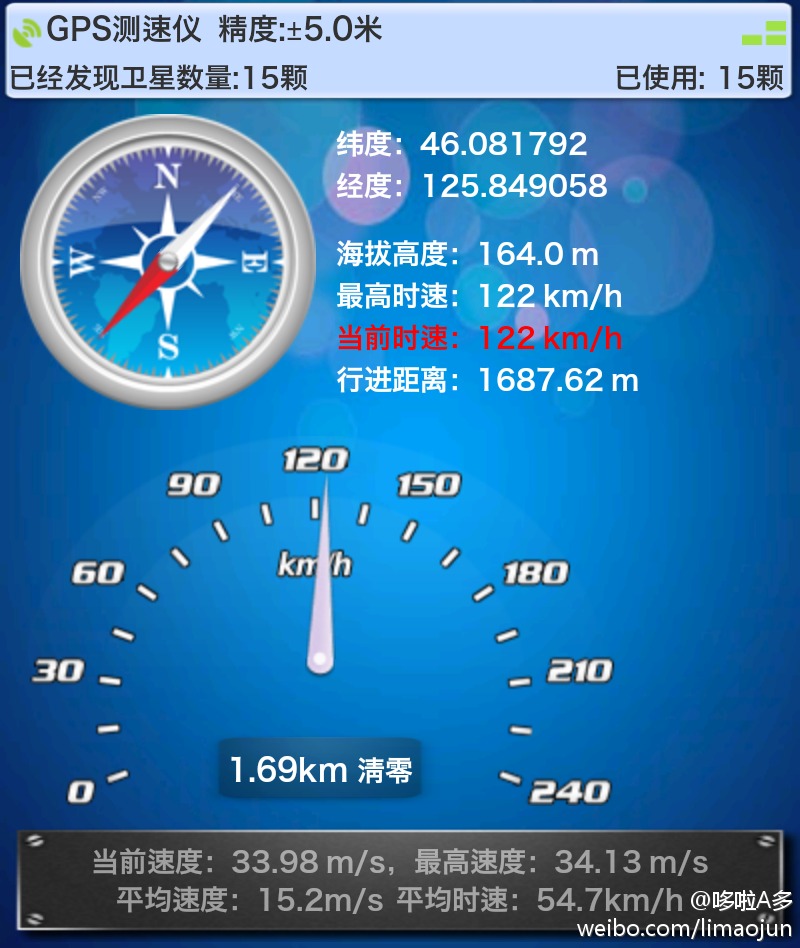 GPS测速仪 精度:±5.0米
已经发现卫星数量:15颗 已使用: 15颗
纬度: 46.081792
经度: 125.849058
海拔高度: 164.0 m
最高时速: 122 km/h
当前时速: 122 km/h
行进距离: 1687.62 m
N
NW
W
E
S
120
90
150
km/h
60
180
30
210
1.69km 清零
0
240
当前速度: 33.98 m/s, 最高速度: 34.13 m/s
平均速度: 15.2m/s 平均时速: 54.7km/h
@哆啦A多
weibo.com/limaojun